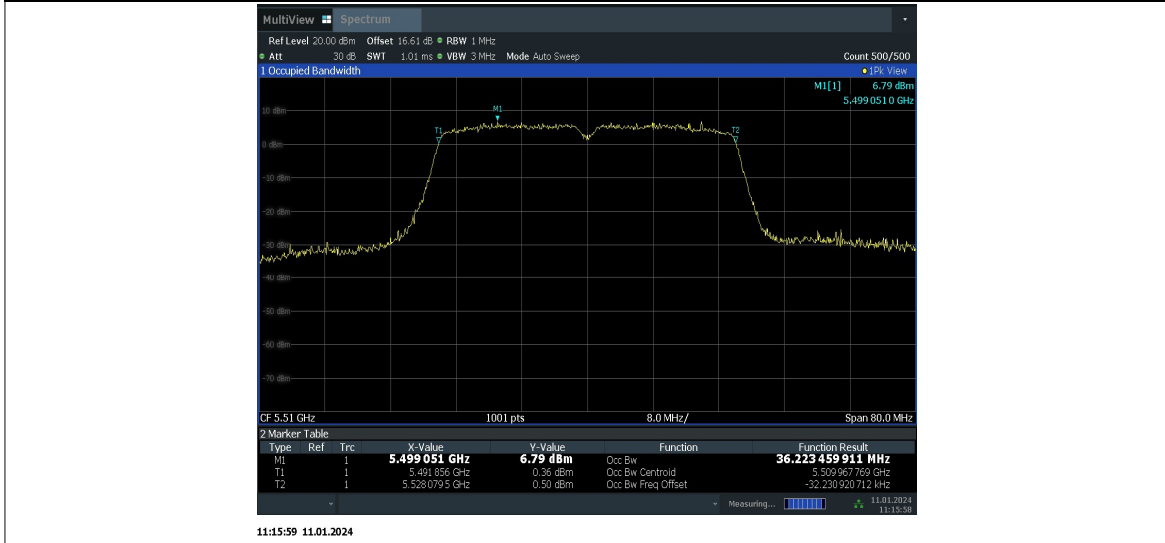 MultiView Spectrum
Ref Level 20.00 dBm Offset 16.61 dB RBW 1 MHz
Att 30 dB SWT 1.01 ms VBW 3 MHz Mode Auto Sweep Count 500/500
1 Occupied Bandwidth 1Pk View
M1[1] 6.79 dBm
5.499 051 0 GHz
10 dBm
M1
T1
T2
0 dBm
-10 dBm
-20 dBm
-30 dBm
-40 dBm
-50 dBm
-60 dBm
-70 dBm
CF 5.51 GHz 1001 pts 8.0 MHz/ Span 80.0 MHz
2 Marker Table
Type Ref Trc X-Value Y-Value Function Function Result
M1 1 5.499 051 GHz 6.79 dBm Occ Bw 36.223 459 911 MHz
T1 1 5.491 856 GHz 0.36 dBm Occ Bw Centroid 5.509 967 769 GHz
T2 1 5.528 079 5 GHz 0.50 dBm Occ Bw Freq Offset -32.230 920 712 kHz
Measuring... 11.01.2024
11:15:58
11:15:59 11.01.2024